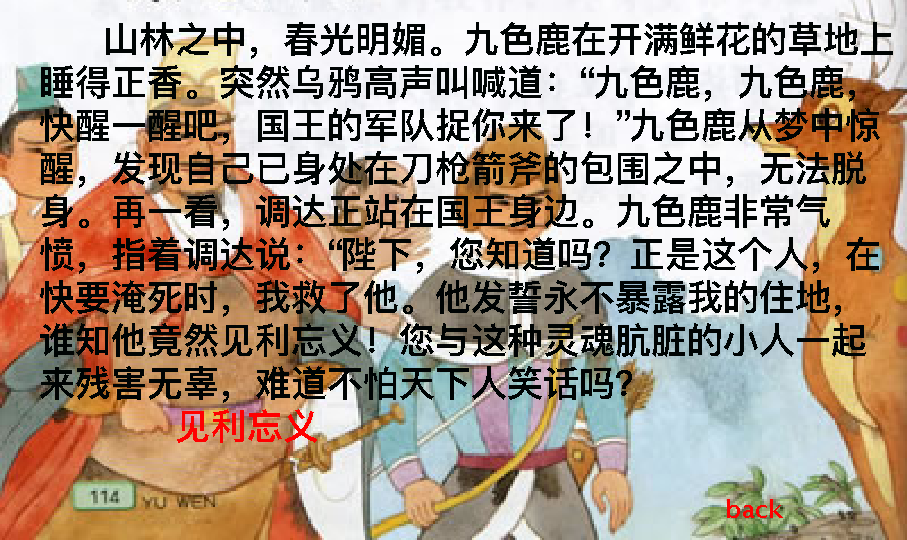 山林之中，春光明媚。九色鹿在开满鲜花的草地上
睡得正香。突然乌鸦高声叫喊道：“九色鹿，九色鹿，
快醒一醒吧，国王的军队捉你来了！”九色鹿从梦中惊
醒，发现自己已身处在刀枪箭斧的包围之中，无法脱
身。再一看，调达正站在国王身边。九色鹿非常气
愤，指着调达说：“陛下，您知道吗？正是这个人，在
快要淹死时，我救了他。他发誓永不暴露我的住地，
谁知他竟然见利忘义！您与这种灵魂肮脏的小人一起
来残害无辜，难道不怕天下人笑话吗？
见利忘义
114 YU WEN
back